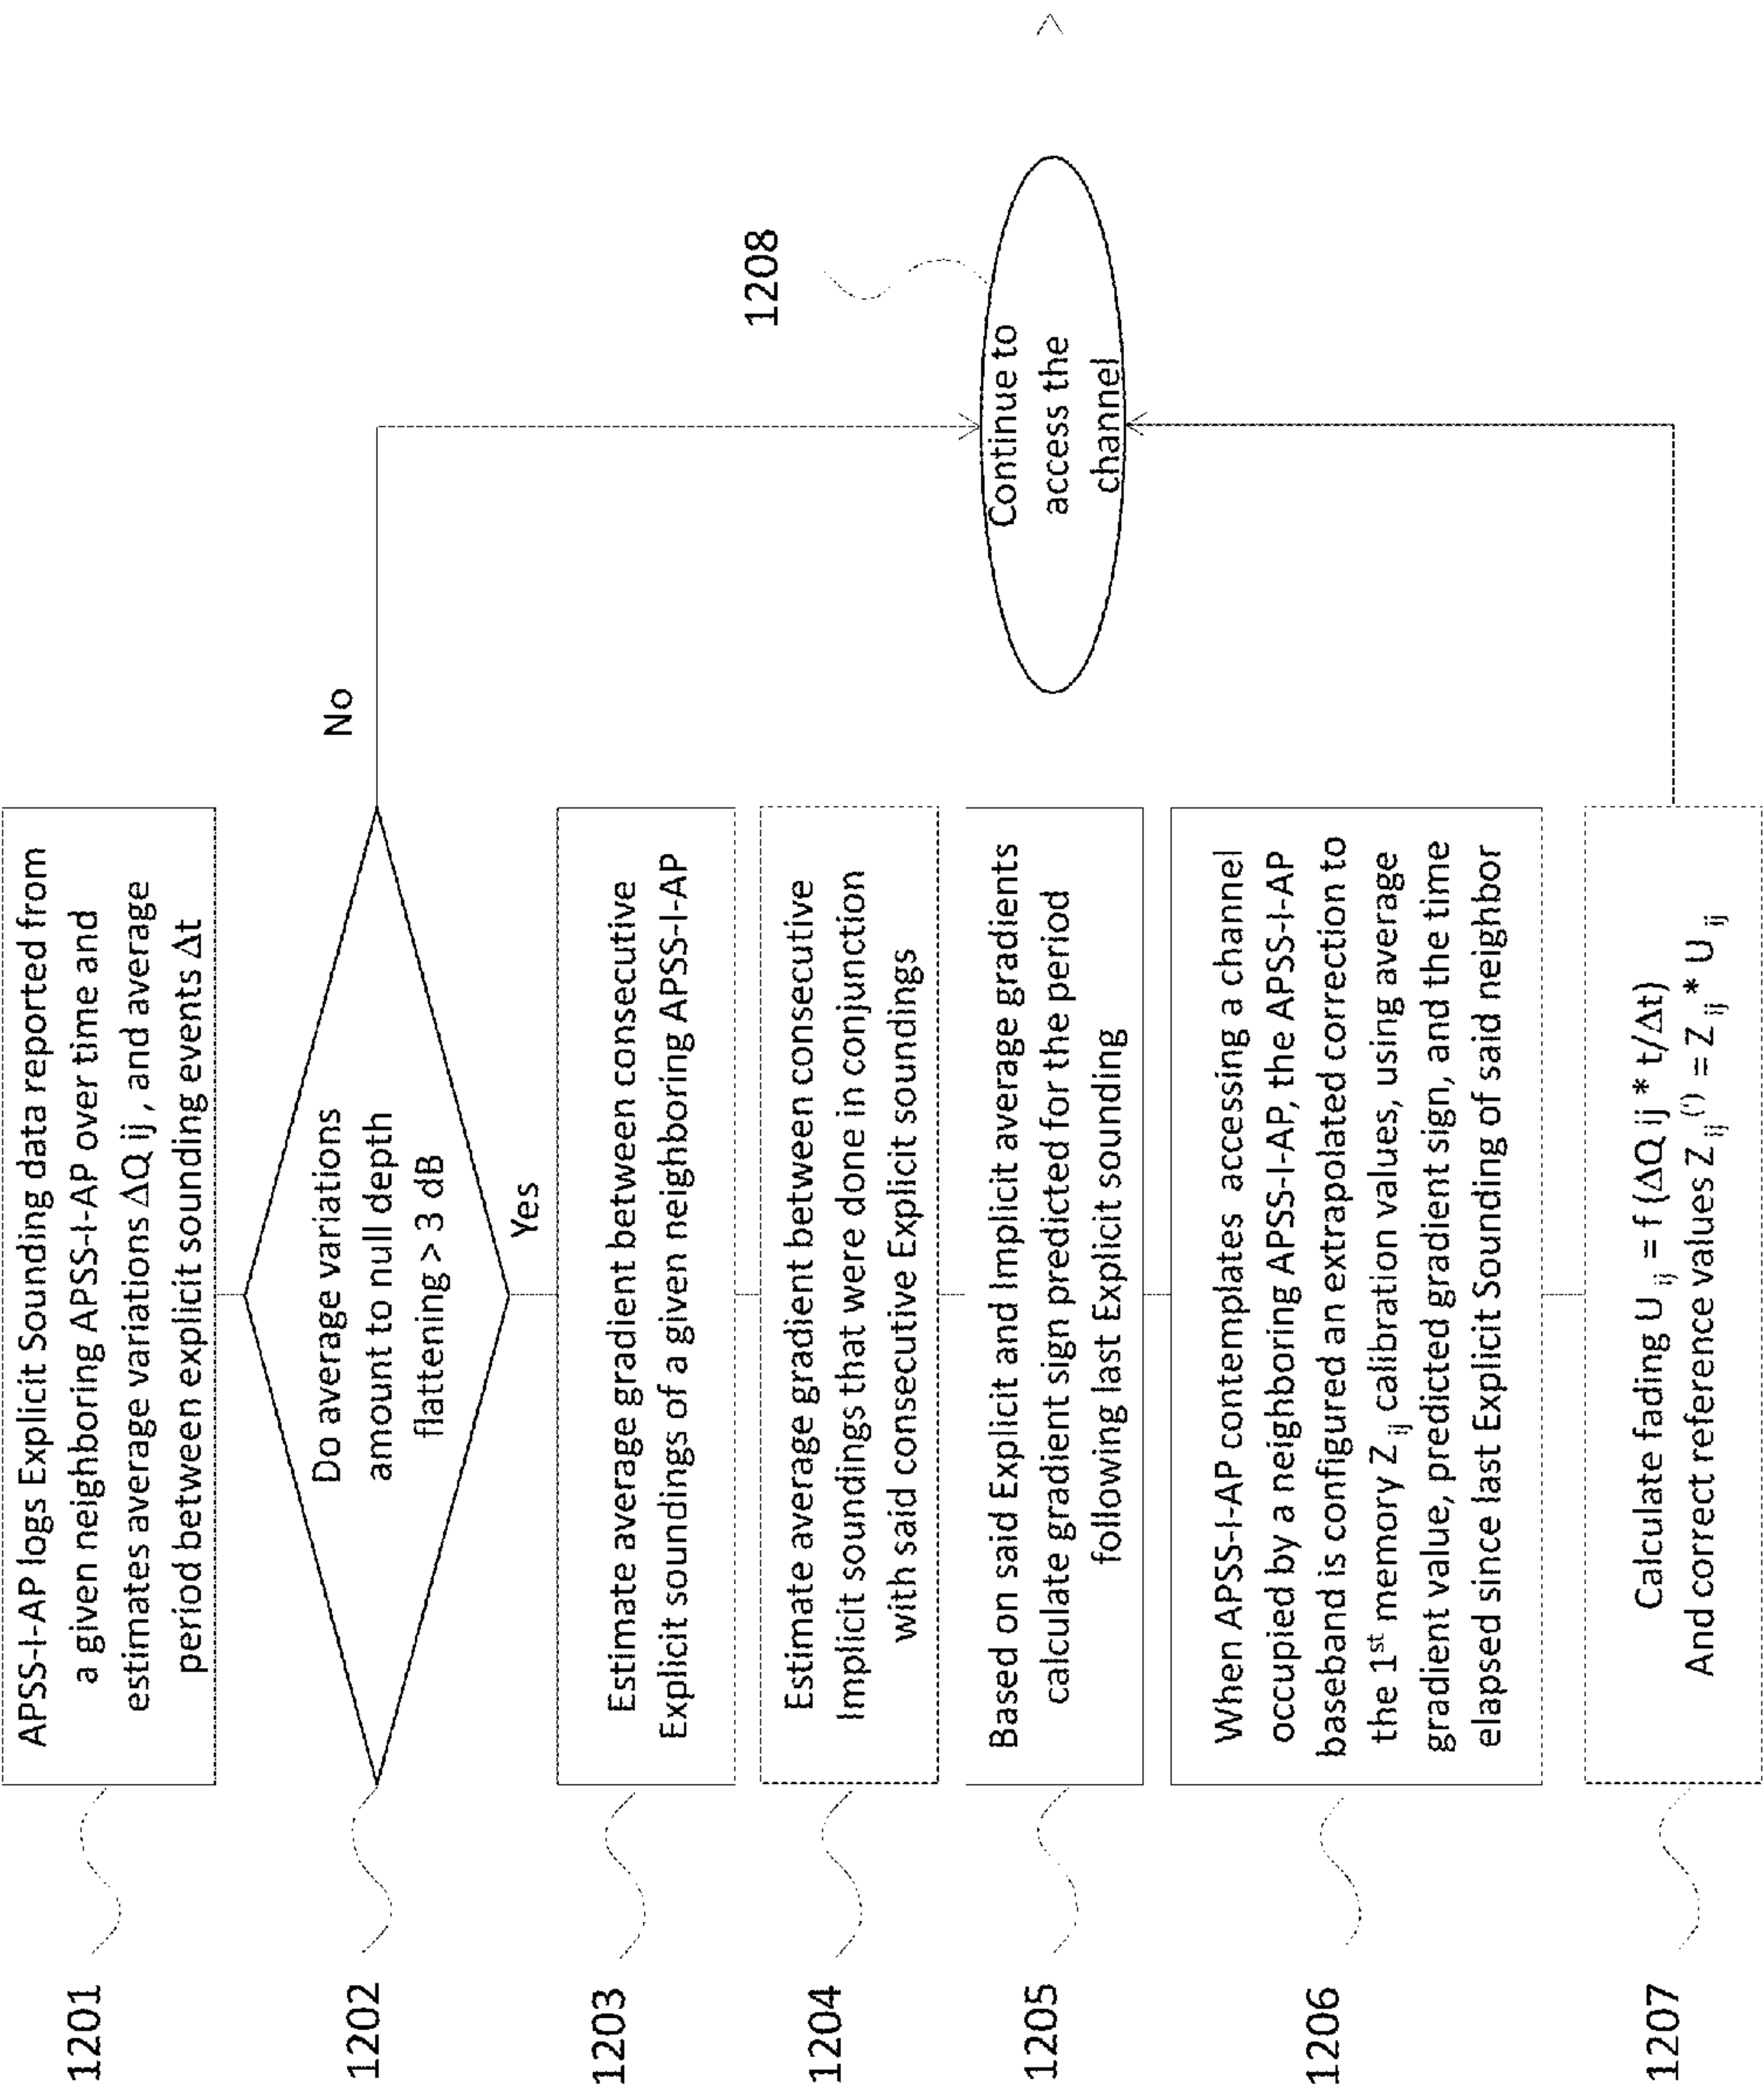 1201
APSS-I-AP logs Explicit Sounding data reported from
a given neighboring APSS-I-AP over time and
estimates average variations ΔQ ij , and average
period between explicit sounding events Δt
1202
Do average variations
amount to null depth
flattening > 3 dB
No
Yes
1203
Estimate average gradient between consecutive
Explicit soundings of a given neighboring APSS-I-AP
1204
Estimate average gradient between consecutive
Implicit soundings that were done in conjunction
with said consecutive Explicit soundings
1205
Based on said Explicit and Implicit average gradients
calculate gradient sign predicted for the period
following last Explicit sounding
1206
When APSS-I-AP contemplates accessing a channel
occupied by a neighboring APSS-I-AP, the APSS-I-AP
baseband is configured an extrapolated correction to
the 1st memory Z ij calibration values, using average
gradient value, predicted gradient sign, and the time
elapsed since last Explicit Sounding of said neighbor
1207
Calculate fading U ij = f (ΔQ ij * t/Δt)
And correct reference values Z ij (') = Z ij * U ij
1208
Continue to
access the
channel